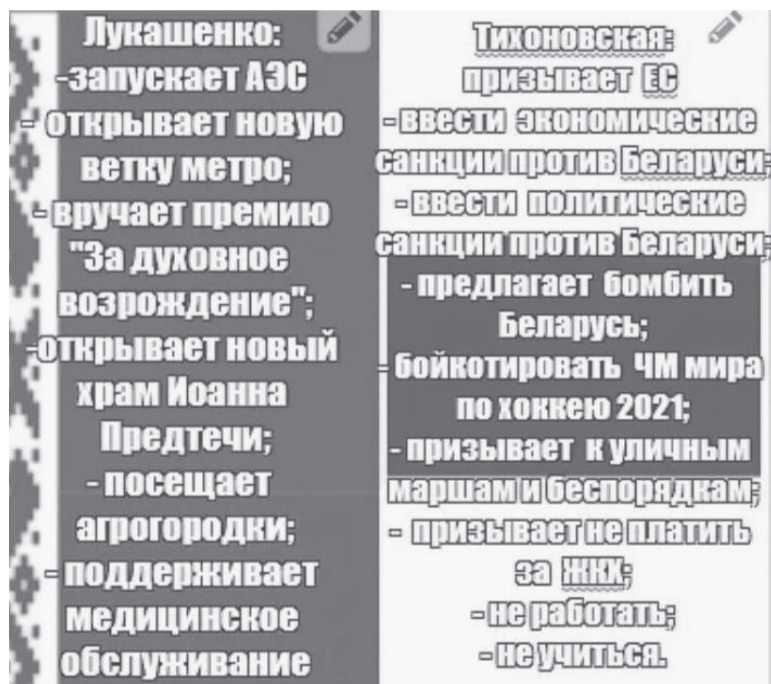 Лукашенко:
-запускает АЭС
- открывает новую
ветку метро;
- вручает премию
"За духовное
возрождение";
-открывает новый
храм Иоанна
Предтечи;
- посещает
агрогородки;
- поддерживает
медицинское
обслуживание
Тихоновская:
призывает ЕС
- ввести экономические
санкции против Беларуси;
- ввести политические
санкции против Беларуси;
- предлагает бомбить
Беларусь;
- бойкотировать ЧМ мира
по хоккею 2021;
- призывает к уличным
маршам и беспорядкам;
- призывает не платить
за ЖКХ;
- не работать;
- не учиться.